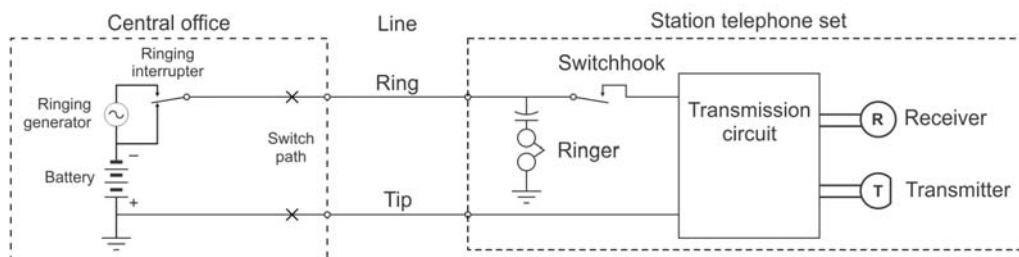 Central office
Line
Station telephone set
Ringing
interrupter
Ringing
generator
Ring
Switchhook
Transmission
circuit
R
Receiver
Switch
path
Ringer
−
Battery
+
Tip
T
Transmitter